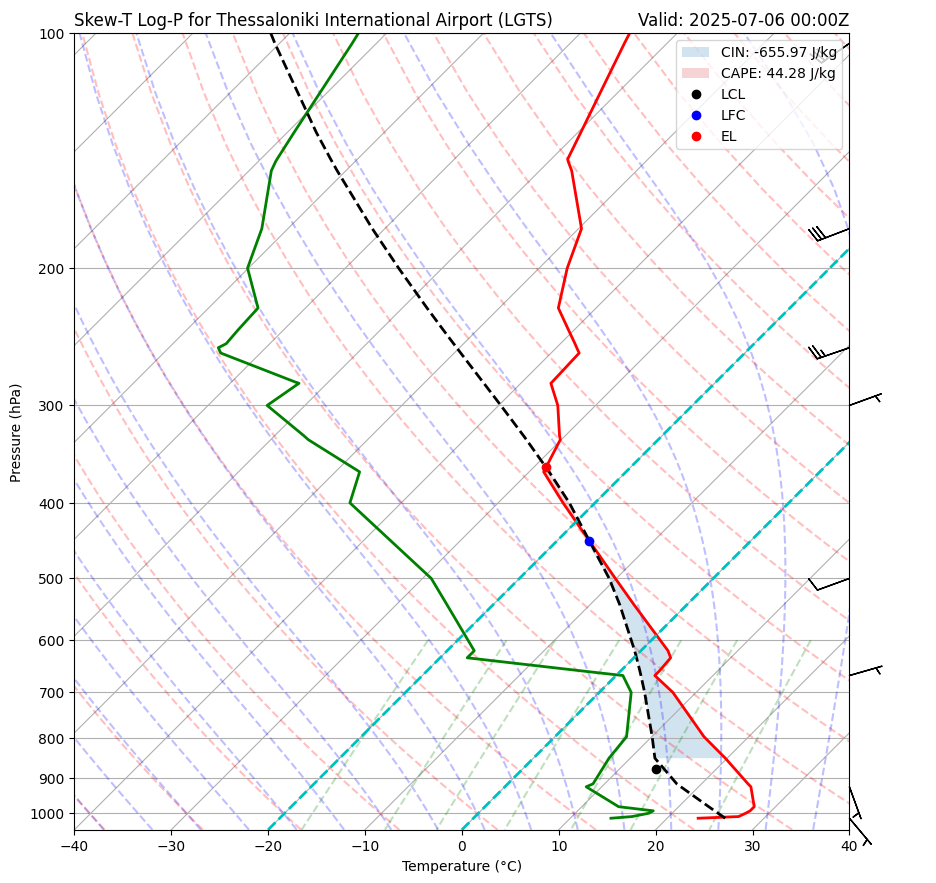 Skew-T Log-P for Thessaloniki International Airport (LGTS) Valid: 2025-07-06 00:00Z
CIN: -655.97 J/kg
CAPE: 44.28 J/kg
LCL
LFC
EL
Pressure (hPa)
100
200
300
400
500
600
700
800
900
1000
−40 −30 −20 −10 0 10 20 30 40
Temperature (°C)